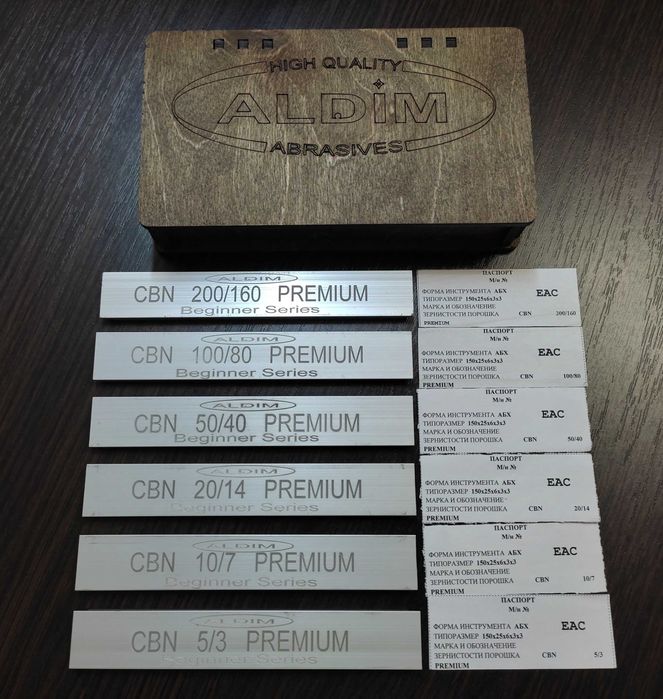 HIGH QUALITY
ALDIM
ABRASIVES
ALDIM
CBN 200/160 PREMIUM
Beginner Series
ПАСПОРТ
М/н №
ФОРМА ИНСТРУМЕНТА АБХ
EAC
ТИПОРАЗМЕР 150х25х6х3х3
МАРКА И ОБОЗНАЧЕНИЕ
ЗЕРНИСТОСТИ ПОРОШКА CBN 200/160
PREMIUM
ALDIM
CBN 100/80 PREMIUM
Beginner Series
ПАСПОРТ
М/н №
ФОРМА ИНСТРУМЕНТА АБХ
EAC
ТИПОРАЗМЕР 150х25х6х3х3
МАРКА И ОБОЗНАЧЕНИЕ
ЗЕРНИСТОСТИ ПОРОШКА CBN 100/80
PREMIUM
ALDIM
CBN 50/40 PREMIUM
Beginner Series
ПАСПОРТ
М/н №
ФОРМА ИНСТРУМЕНТА АБХ
EAC
ТИПОРАЗМЕР 150х25х6х3х3
МАРКА И ОБОЗНАЧЕНИЕ
ЗЕРНИСТОСТИ ПОРОШКА CBN 50/40
PREMIUM
ALDIM
CBN 20/14 PREMIUM
Beginner Series
ПАСПОРТ
М/н №
ФОРМА ИНСТРУМЕНТА АБХ
EAC
ТИПОРАЗМЕР 150х25х6х3х3
МАРКА И ОБОЗНАЧЕНИЕ
ЗЕРНИСТОСТИ ПОРОШКА CBN 20/14
PREMIUM
ALDIM
CBN 10/7 PREMIUM
Beginner Series
ПАСПОРТ
М/н №
ФОРМА ИНСТРУМЕНТА АБХ
EAC
ТИПОРАЗМЕР 150х25х6х3х3
МАРКА И ОБОЗНАЧЕНИЕ
ЗЕРНИСТОСТИ ПОРОШКА CBN 10/7
PREMIUM
ALDIM
CBN 5/3 PREMIUM
Beginner Series
ПАСПОРТ
М/н №
ФОРМА ИНСТРУМЕНТА АБХ
EAC
ТИПОРАЗМЕР 150х25х6х3х3
МАРКА И ОБОЗНАЧЕНИЕ
ЗЕРНИСТОСТИ ПОРОШКА CBN 5/3
PREMIUM